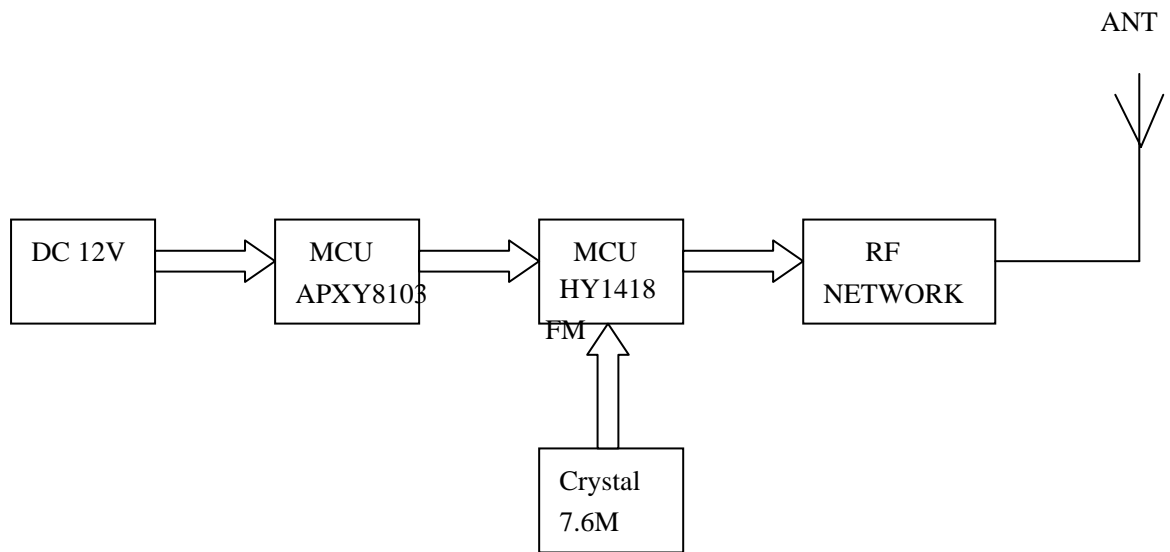 ANT
DC 12V
MCU
APXY8103
MCU
HY1418
FM
RF
NETWORK
Crystal
7.6M